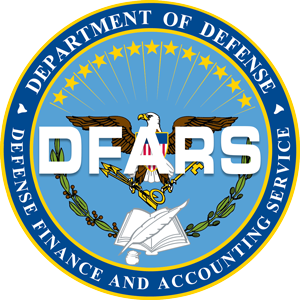 DEPARTMENT OF DEFENSE
DFARS
DEFENSE FINANCE AND ACCOUNTING SERVICE